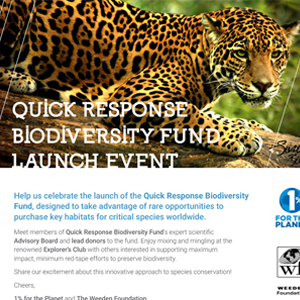 QUICK RESPONSE
BIODIVERSITY FUND
LAUNCH EVENT
Help us celebrate the launch of the Quick Response Biodiversity
Fund, designed to take advantage of rare opportunities to
purchase key habitats for critical species worldwide.
Meet members of Quick Response Biodiversity Fund's expert scientific
Advisory Board and lead donors to the fund. Enjoy mixing and mingling at the
renowned Explorer's Club with others interested in supporting maximum
impact, minimum red-tape efforts to preserve biodiversity.
Share our excitement about this innovative approach to species conservation!
Cheers,
1% for the Planet and The Weeden Foundation
1%
FOR THE
PLANE
wf
WEEDE